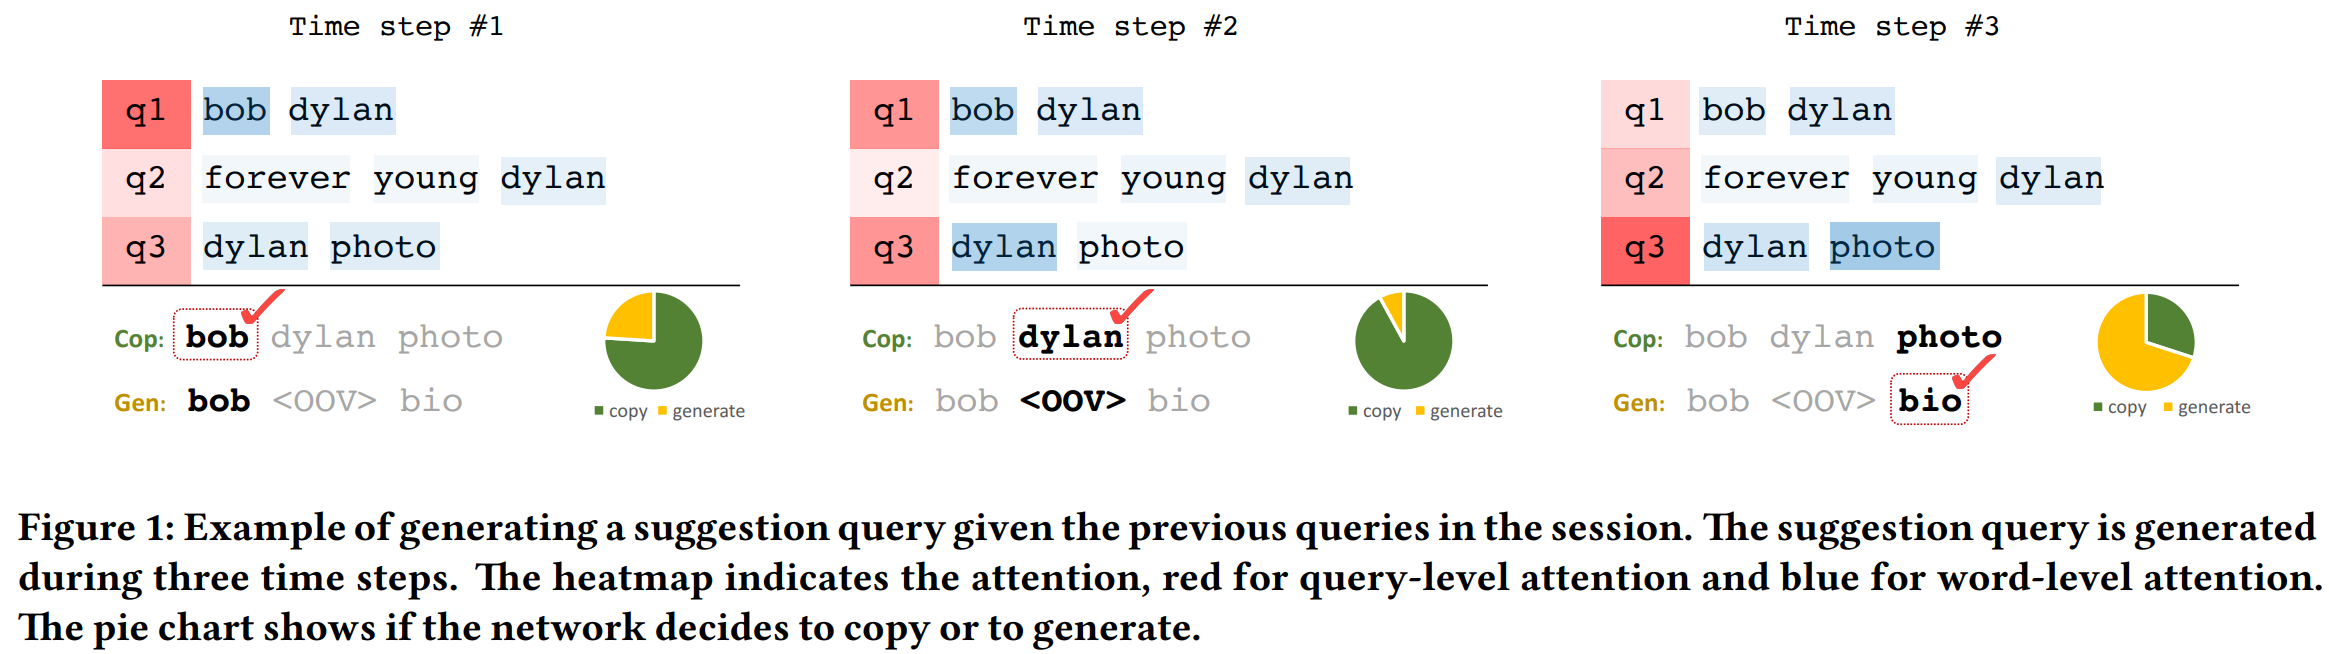 Time step #1
q1 bob dylan
q2 forever young dylan
q3 dylan photo
Cop: bob dylan photo
Gen: bob <OOV> bio
copy generate
Time step #2
q1 bob dylan
q2 forever young dylan
q3 dylan photo
Cop: bob dylan photo
Gen: bob <OOV> bio
copy generate
Time step #3
q1 bob dylan
q2 forever young dylan
q3 dylan photo
Cop: bob dylan photo
Gen: bob <OOV> bio
copy generate
Figure 1: Example of generating a suggestion query given the previous queries in the session. The suggestion query is generated
during three time steps. The heatmap indicates the attention, red for query-level attention and blue for word-level attention.
The pie chart shows if the network decides to copy or to generate.